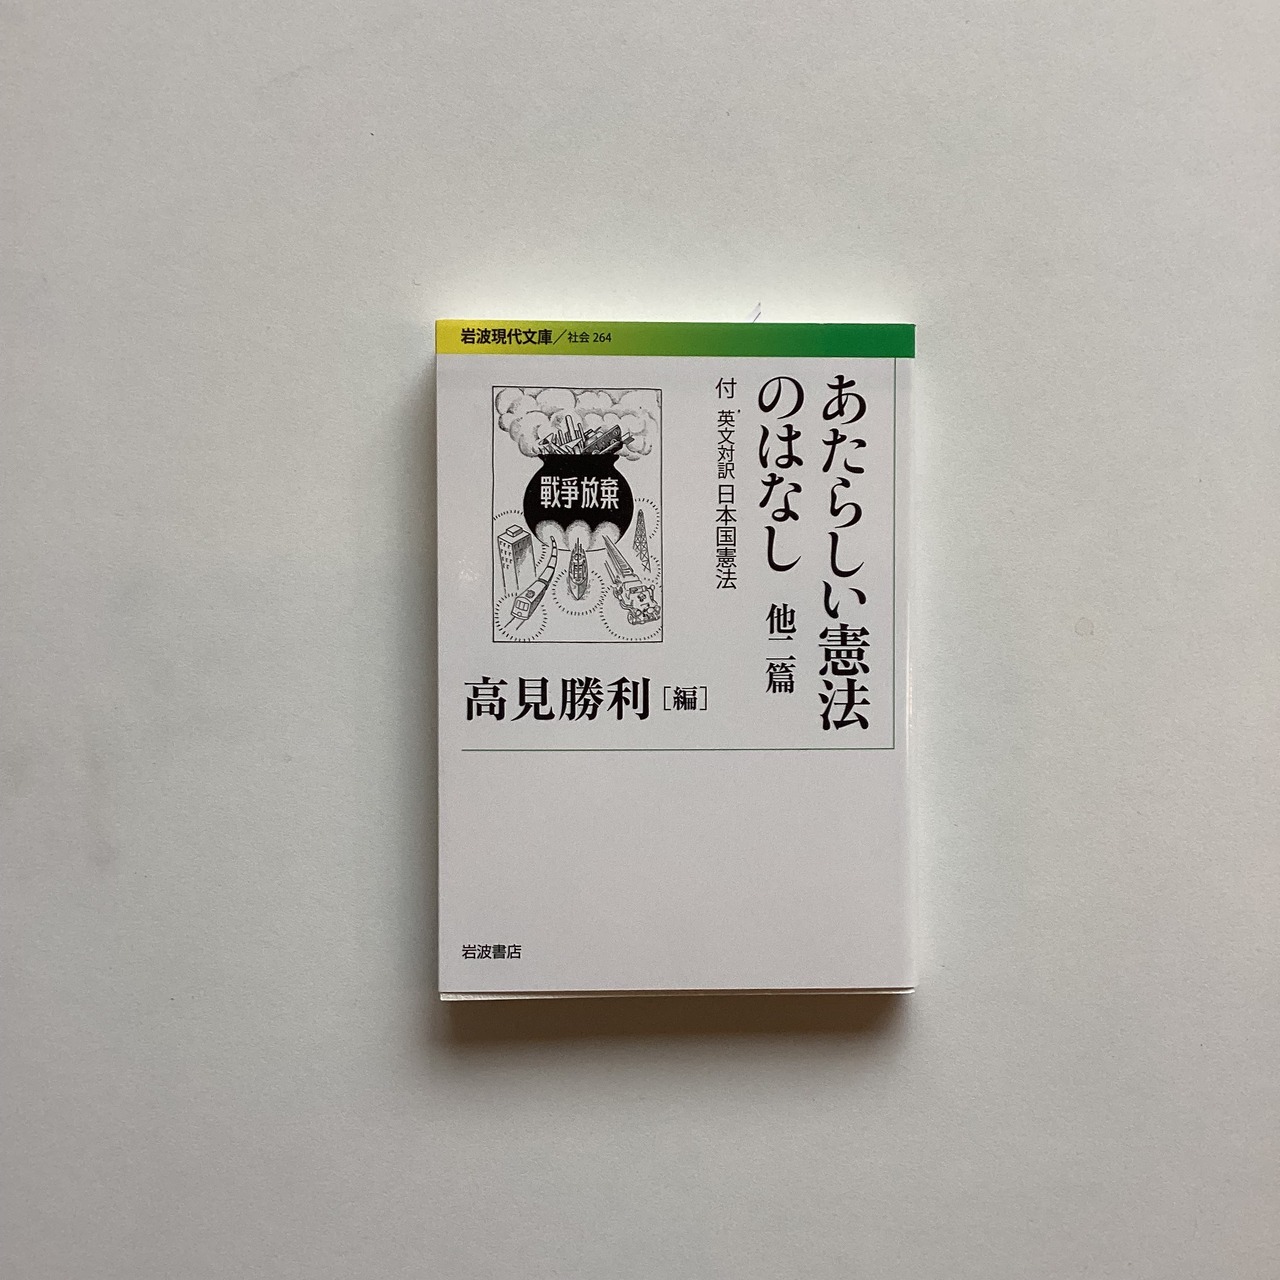 岩波現代文庫／社会 264
あたらしい憲法
のはなし 他二篇
付 英文対訳 日本国憲法
戰爭放棄
高見勝利［編］
岩波書店